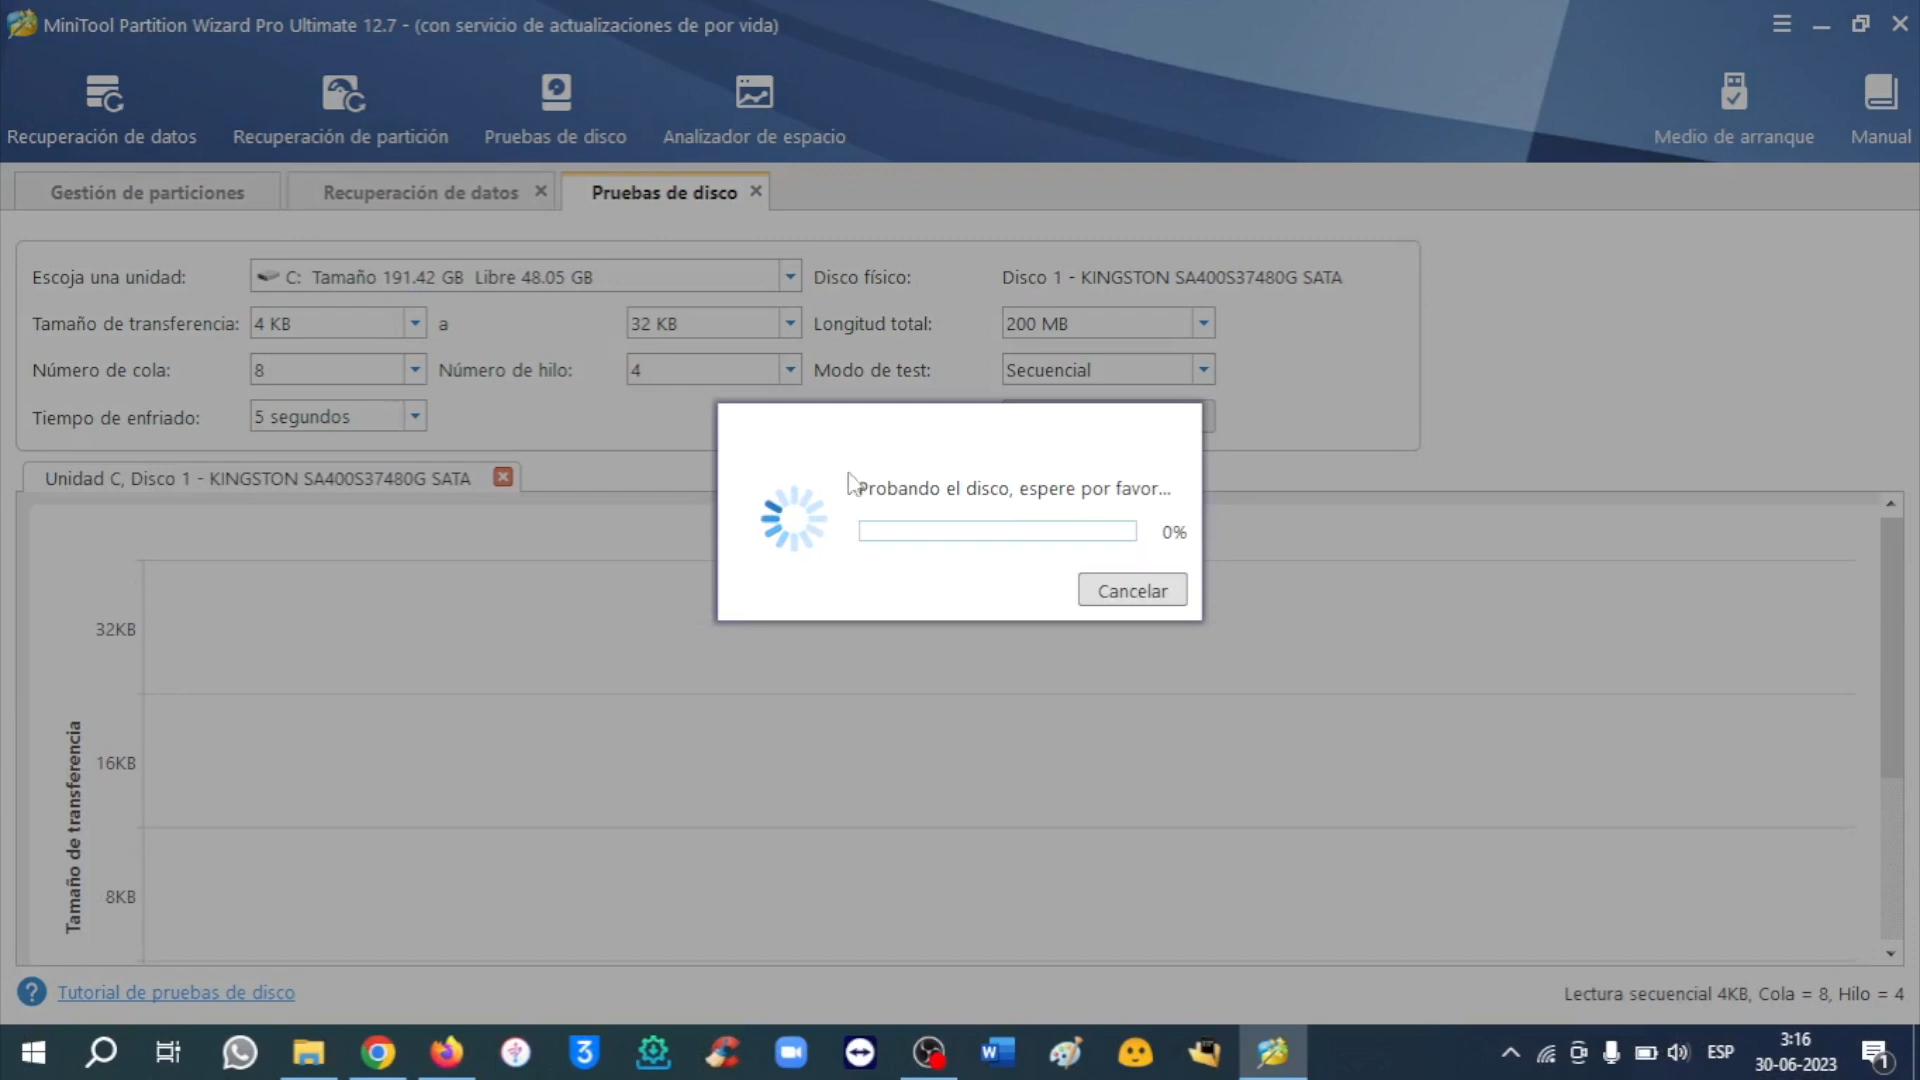 MiniTool Partition Wizard Pro Ultimate 12.7 - (con servicio de actualizaciones de por vida)
Recuperación de datos
Recuperación de partición
Pruebas de disco
Analizador de espacio
Medio de arranque
Manual
Gestión de particiones
Recuperación de datos
Pruebas de disco
Escoja una unidad:
C: Tamaño 191.42 GB Libre 48.05 GB
Disco físico:
Disco 1 - KINGSTON SA400S37480G SATA
Tamaño de transferencia:
4 KB
a
32 KB
Longitud total:
200 MB
Número de cola:
8
Número de hilo:
4
Modo de test:
Secuencial
Tiempo de enfriado:
5 segundos
Unidad C, Disco 1 - KINGSTON SA400S37480G SATA
Probando el disco, espere por favor...
0%
Cancelar
32KB
16KB
8KB
Tamaño de transferencia
Tutorial de pruebas de disco
Lectura secuencial 4KB, Cola = 8, Hilo = 4
ESP
3:16
30-06-2023
1